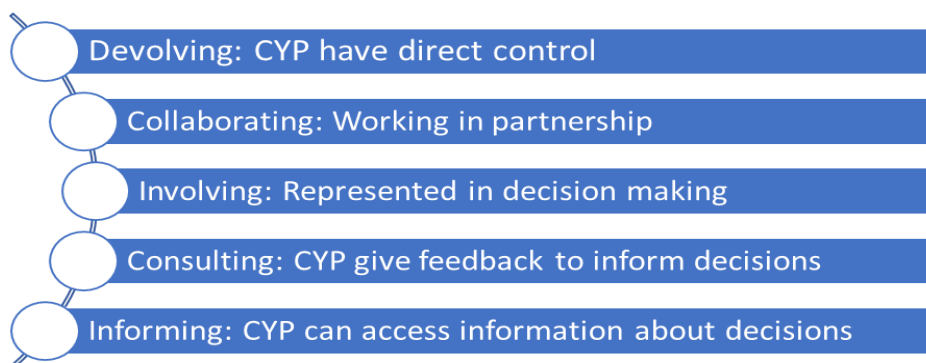 Devolving: CYP have direct control
Collaborating: Working in partnership
Involving: Represented in decision making
Consulting: CYP give feedback to inform decisions
Informing: CYP can access information about decisions